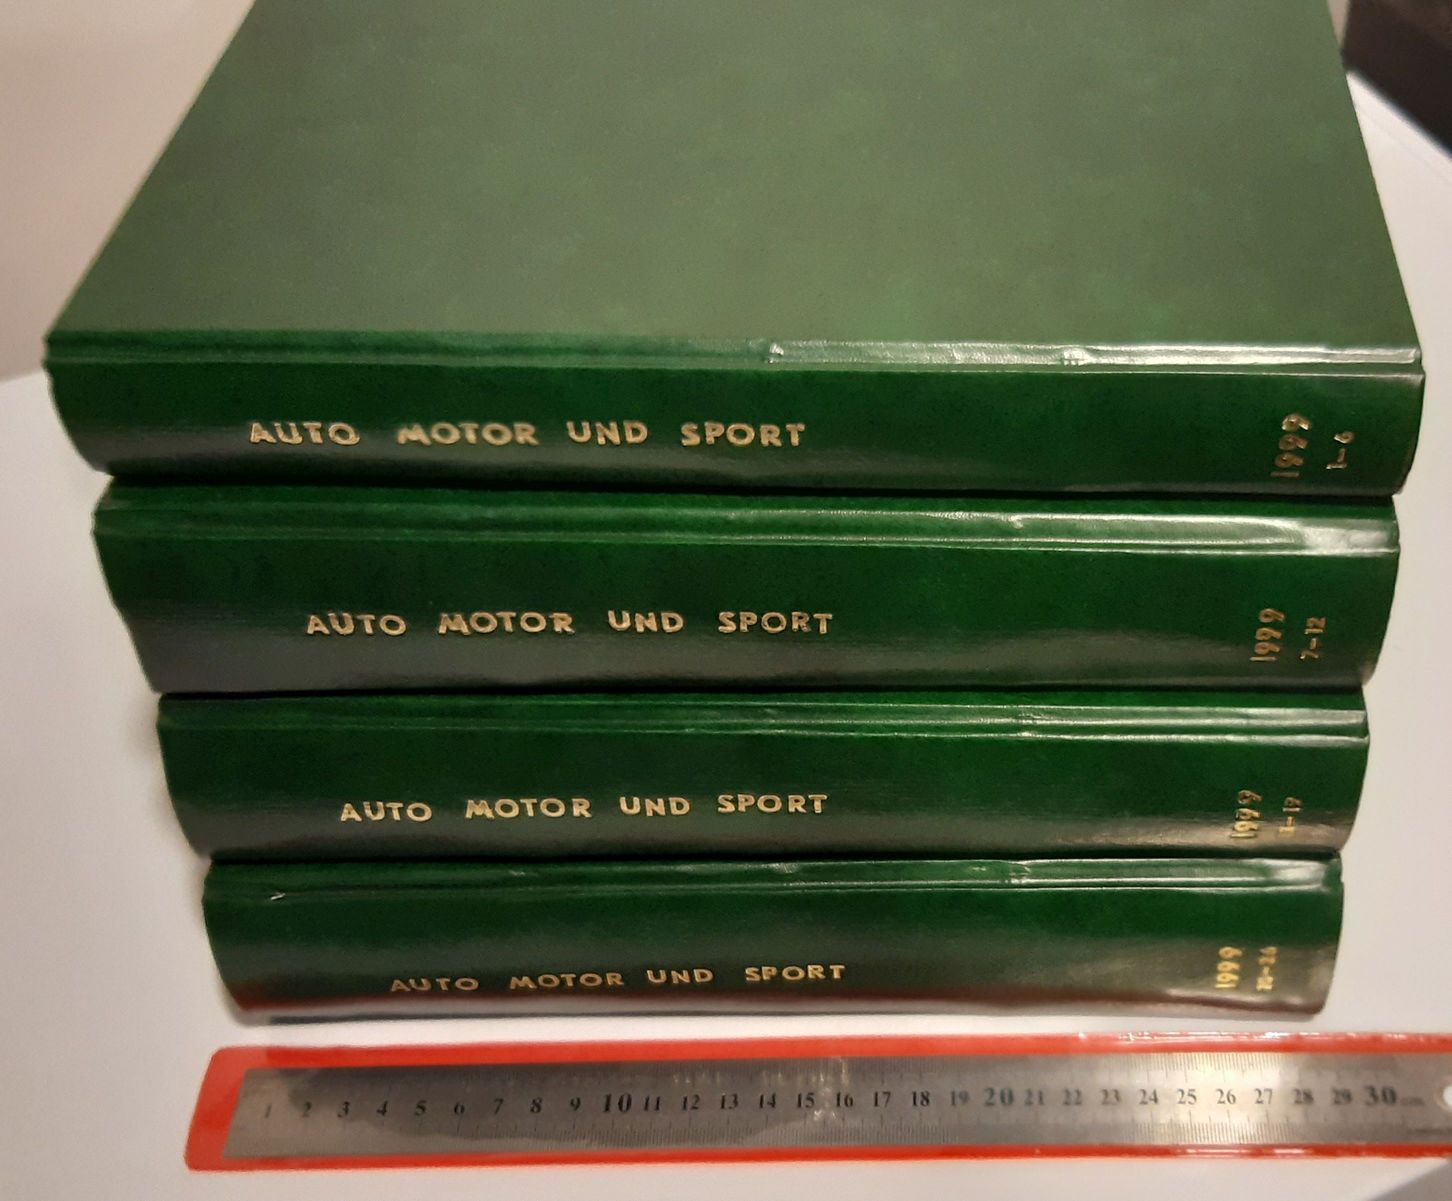 AUTO MOTOR UND SPORT
1999
1-6
AUTO MOTOR UND SPORT
1999
7-12
AUTO MOTOR UND SPORT
1999
AUTO MOTOR UND SPORT
1999
1 2 3 4 5 6 7 8 9 10 11 12 13 14 15 16 17 18 19 20 21 22 23 24 25 26 27 28 29 30 cm